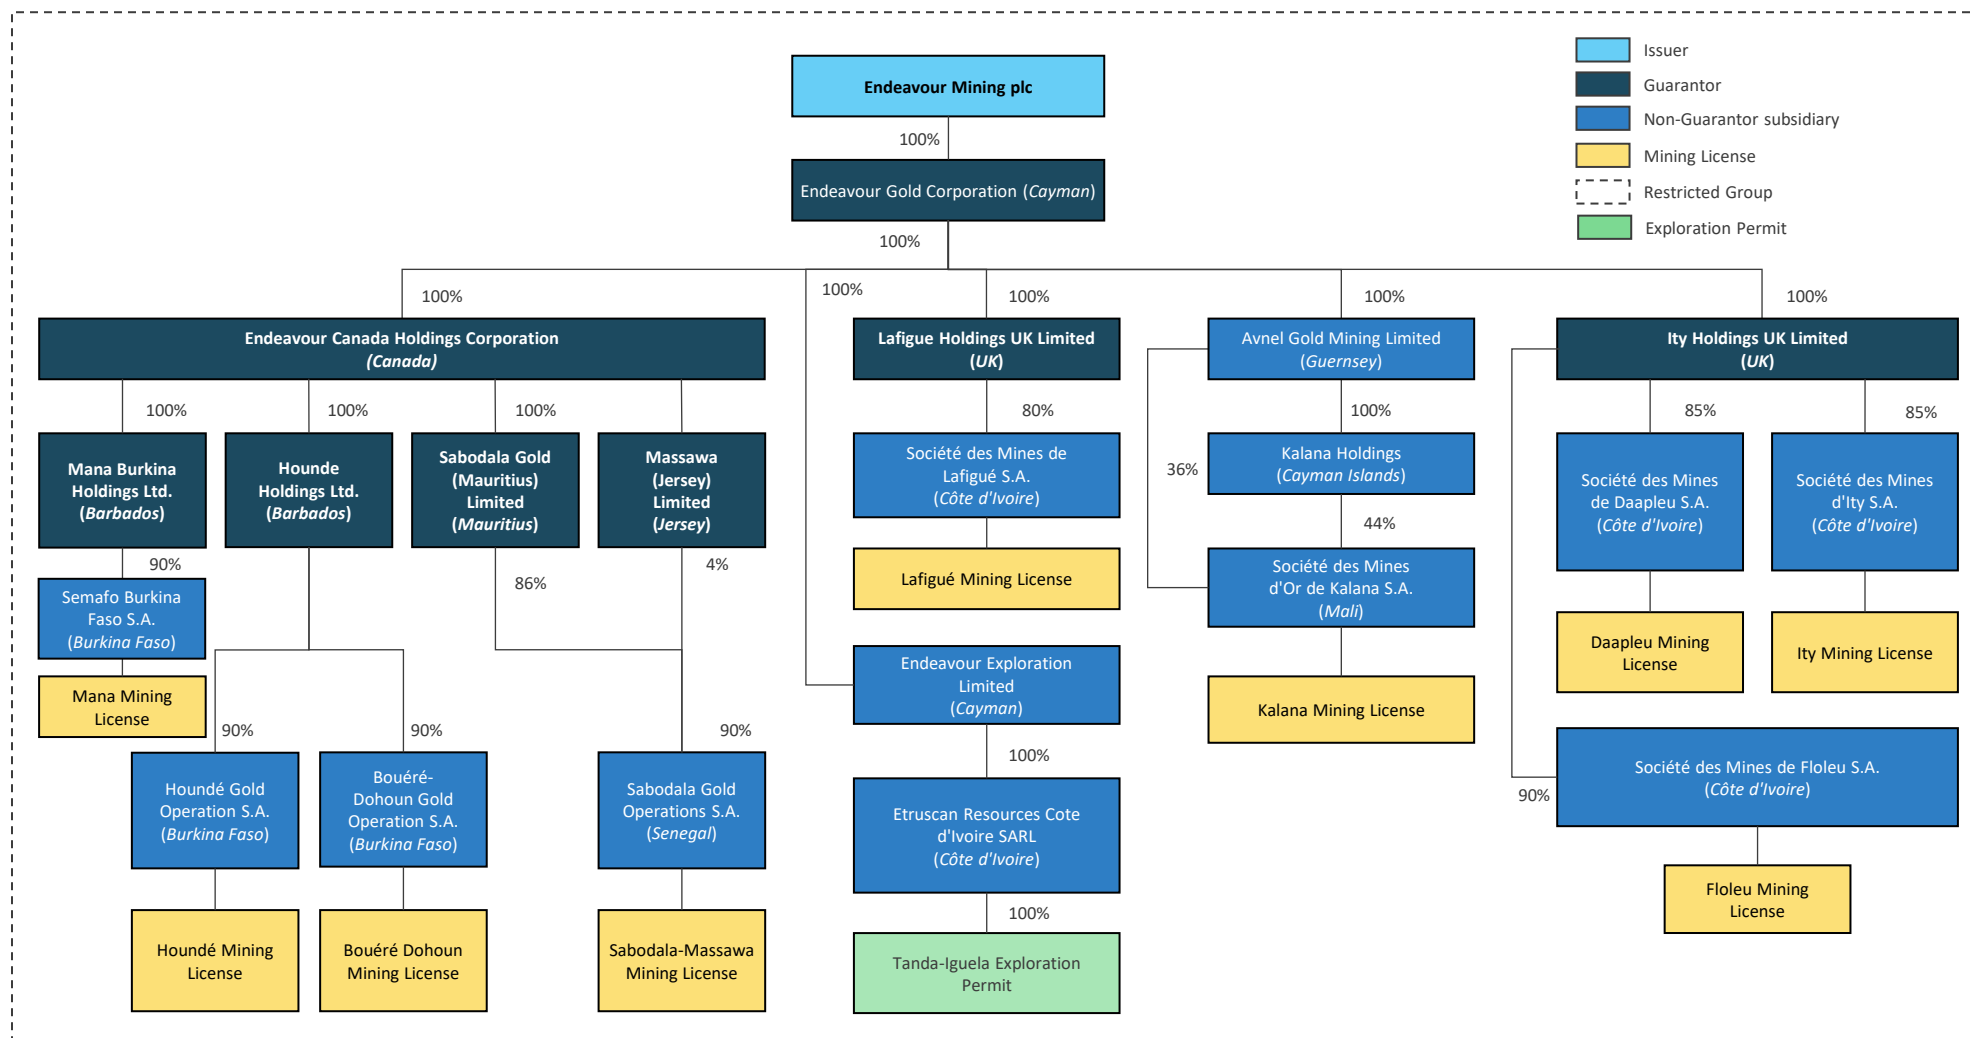 Issuer
Guarantor
Non-Guarantor subsidiary
Mining License
Restricted Group
Exploration Permit
Endeavour Mining plc
100%
Endeavour Gold Corporation (Cayman)
100%
100%
100%
100%
100%
100%
Endeavour Canada Holdings Corporation
(Canada)
Lafigue Holdings UK Limited
(UK)
Avnel Gold Mining Limited
(Guernsey)
Ity Holdings UK Limited
(UK)
100%
100%
100%
80%
100%
85%
85%
Mana Burkina
Holdings Ltd.
(Barbados)
Hounde
Holdings Ltd.
(Barbados)
Sabodala Gold
(Mauritius)
Limited
(Mauritius)
Massawa
(Jersey)
Limited
(Jersey)
Société des Mines de
Lafigué S.A.
(Côte d'Ivoire)
36%
Kalana Holdings
(Cayman Islands)
Société des Mines
de Daapleu S.A.
(Côte d'Ivoire)
Société des Mines
d'Ity S.A.
(Côte d'Ivoire)
90%
86%
4%
44%
Semafo Burkina
Faso S.A.
(Burkina Faso)
Lafigué Mining License
Société des Mines
d'Or de Kalana S.A.
(Mali)
Mana Mining
License
Endeavour Exploration
Limited
(Cayman)
Kalana Mining License
Daapleu Mining
License
Ity Mining License
90%
90%
90%
100%
90%
Houndé Gold
Operation S.A.
(Burkina Faso)
Bouéré-
Dohoun Gold
Operation S.A.
(Burkina Faso)
Sabodala Gold
Operations S.A.
(Senegal)
Etruscan Resources Cote
d'Ivoire SARL
(Côte d'Ivoire)
Société des Mines de Floleu S.A.
(Côte d'Ivoire)
100%
Floleu Mining
License
Houndé Mining
License
Bouéré Dohoun
Mining License
Sabodala-Massawa
Mining License
Tanda-Iguela Exploration
Permit